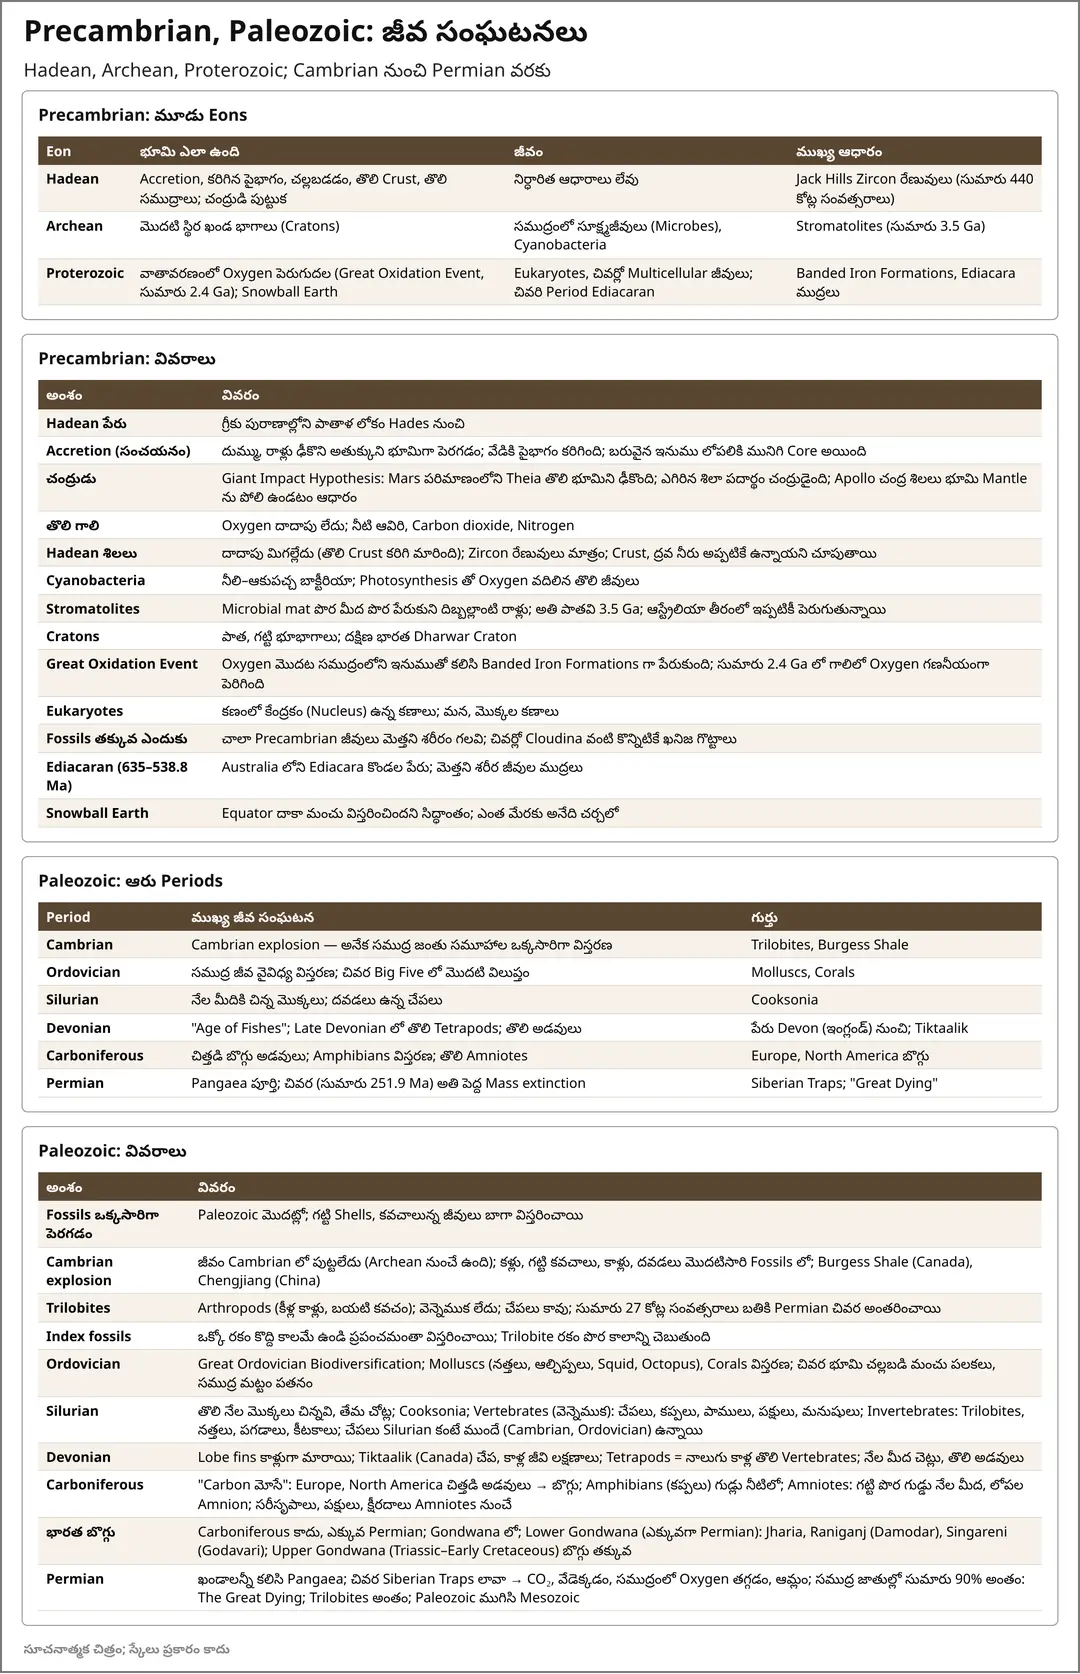 Precambrian, Paleozoic: జీవ సంఘటనలు
Hadean, Archean, Proterozoic; Cambrian నుంచి Permian వరకు
Precambrian: మూడు Eons
Eon భూమి ఎలా ఉంది జీవం ముఖ్య ఆధారం
Hadean Accretion, కరిగిన పైభాగం, చల్లబడడం, తొలి Crust, తొలి నిర్ధారిత ఆధారాలు లేవు Jack Hills Zircon రేణువులు (సుమారు 440
సముద్రాలు; చంద్రుడి పుట్టుక కోట్ల సంవత్సరాలు)
Archean మొదటి స్థిర ఖండ భాగాలు (Cratons) సముద్రంలో సూక్ష్మజీవులు (Microbes), Stromatolites (సుమారు 3.5 Ga)
Cyanobacteria
Proterozoic వాతావరణంలో Oxygen పెరుగుదల (Great Oxidation Event, Eukaryotes, చివర్లో Multicellular జీవులు; Banded Iron Formations, Ediacara
సుమారు 2.4 Ga); Snowball Earth చివరి Period Ediacaran ముద్రలు
Precambrian: వివరాలు
అంశం వివరం
Hadean పేరు గ్రీకు పురాణాల్లోని పాతాళ లోకం Hades నుంచి
Accretion (సంచయనం) దుమ్ము, రాళ్లు ఢీకొని అతుక్కుని భూమిగా పెరగడం; వేడికి పైభాగం కరిగింది; బరువైన ఇనుము లోపలికి మునిగి Core అయింది
చంద్రుడు Giant Impact Hypothesis: Mars పరిమాణంలోని Theia తొలి భూమిని ఢీకొంది; ఎగిరిన శిలా పదార్థం చంద్రుడైంది; Apollo చంద్ర శిలలు భూమి Mantle
ను పోలి ఉండటం ఆధారం
తొలి గాలి Oxygen దాదాపు లేదు; నీటి ఆవిరి, Carbon dioxide, Nitrogen
Hadean శిలలు దాదాపు మిగల్లేదు (తొలి Crust కరిగి మారింది); Zircon రేణువులు మాత్రం; Crust, ద్రవ నీరు అప్పటికే ఉన్నాయని చూపుతాయి
Cyanobacteria నీలి–ఆకుపచ్చ బాక్టీరియా; Photosynthesis తో Oxygen వదిలిన తొలి జీవులు
Stromatolites Microbial mat పొర మీద పొర పేరుకుని దిబ్బల్లాంటి రాళ్లు; అతి పాతవి 3.5 Ga; ఆస్ట్రేలియా తీరంలో ఇప్పటికీ పెరుగుతున్నాయి
Cratons పాత, గట్టి భూభాగాలు; దక్షిణ భారత Dharwar Craton
Great Oxidation Event Oxygen మొదట సముద్రంలోని ఇనుముతో కలిసి Banded Iron Formations గా పేరుకుంది; సుమారు 2.4 Ga లో గాలిలో Oxygen గణనీయంగా
పెరిగింది
Eukaryotes కణంలో కేంద్రకం (Nucleus) ఉన్న కణాలు; మన, మొక్కల కణాలు
Fossils తక్కువ ఎందుకు చాలా Precambrian జీవులు మెత్తని శరీరం గలవి; చివర్లో Cloudina వంటి కొన్నిటికే ఖనిజ గొట్టాలు
Ediacaran (635–538.8 Australia లోని Ediacara కొండల పేరు; మెత్తని శరీర జీవుల ముద్రలు
Ma)
Snowball Earth Equator దాకా మంచు విస్తరించిందని సిద్ధాంతం; ఎంత మేరకు అనేది చర్చలో
Paleozoic: ఆరు Periods
Period ముఖ్య జీవ సంఘటన గుర్తు
Cambrian Cambrian explosion — అనేక సముద్ర జంతు సమూహాల ఒక్కసారిగా విస్తరణ Trilobites, Burgess Shale
Ordovician సముద్ర జీవ వైవిధ్య విస్తరణ; చివర Big Five లో మొదటి విలుప్తం Molluscs, Corals
Silurian నేల మీదికి చిన్న మొక్కలు; దవడలు ఉన్న చేపలు Cooksonia
Devonian "Age of Fishes"; Late Devonian లో తొలి Tetrapods; తొలి అడవులు పేరు Devon (ఇంగ్లండ్) నుంచి; Tiktaalik
Carboniferous చిత్తడి బొగ్గు అడవులు; Amphibians విస్తరణ; తొలి Amniotes Europe, North America బొగ్గు
Permian Pangaea పూర్తి; చివర (సుమారు 251.9 Ma) అతి పెద్ద Mass extinction Siberian Traps; "Great Dying"
Paleozoic: వివరాలు
అంశం వివరం
Fossils ఒక్కసారిగా Paleozoic మొదట్లో; గట్టి Shells, కవచాలున్న జీవులు బాగా విస్తరించాయి
పెరగడం
Cambrian జీవం Cambrian లో పుట్టలేదు (Archean నుంచే ఉంది); కళ్లు, గట్టి కవచాలు, కాళ్లు, దవడలు మొదటిసారి Fossils లో; Burgess Shale (Canada),
explosion Chengjiang (China)
Trilobites Arthropods (కీళ్ల కాళ్లు, బయటి కవచం); వెన్నెముక లేదు; చేపలు కావు; సుమారు 27 కోట్ల సంవత్సరాలు బతికి Permian చివర అంతరించాయి
Index fossils ఒక్కో రకం కొద్ది కాలమే ఉండి ప్రపంచమంతా విస్తరించాయి; Trilobite రకం పొర కాలాన్ని చెబుతుంది
Ordovician Great Ordovician Biodiversification; Molluscs (నత్తలు, ఆల్చిప్పలు, Squid, Octopus), Corals విస్తరణ; చివర భూమి చల్లబడి మంచు పలకలు,
సముద్ర మట్టం పతనం
Silurian తొలి నేల మొక్కలు చిన్నవి, తేమ చోట్ల; Cooksonia; Vertebrates (వెన్నెముక): చేపలు, కప్పలు, పాములు, పక్షులు, మనుషులు; Invertebrates: Trilobites,
నత్తలు, పగడాలు, కీటకాలు; చేపలు Silurian కంటే ముందే (Cambrian, Ordovician) ఉన్నాయి
Devonian Lobe fins కాళ్లుగా మారాయి; Tiktaalik (Canada) చేప, కాళ్ల జీవి లక్షణాలు; Tetrapods = నాలుగు కాళ్ల తొలి Vertebrates; నేల మీద చెట్లు, తొలి అడవులు
Carboniferous "Carbon మోసే": Europe, North America చిత్తడి అడవులు → బొగ్గు; Amphibians (కప్పలు) గుడ్లు నీటిలో; Amniotes: గట్టి పొర గుడ్డు నేల మీద, లోపల
Amnion; సరీసృపాలు, పక్షులు, క్షీరదాలు Amniotes నుంచే
భారత బొగ్గు Carboniferous కాదు, ఎక్కువ Permian; Gondwana లో; Lower Gondwana (ఎక్కువగా Permian): Jharia, Raniganj (Damodar), Singareni
(Godavari); Upper Gondwana (Triassic–Early Cretaceous) బొగ్గు తక్కువ
Permian ఖండాలన్నీ కలిసి Pangaea; చివర Siberian Traps లావా → CO₂, వేడెక్కడం, సముద్రంలో Oxygen తగ్గడం, ఆమ్లం; సముద్ర జాతుల్లో సుమారు 90% అంతం:
The Great Dying; Trilobites అంతం; Paleozoic ముగిసి Mesozoic
సూచనాత్మక చిత్రం; స్కేలు ప్రకారం కాదు